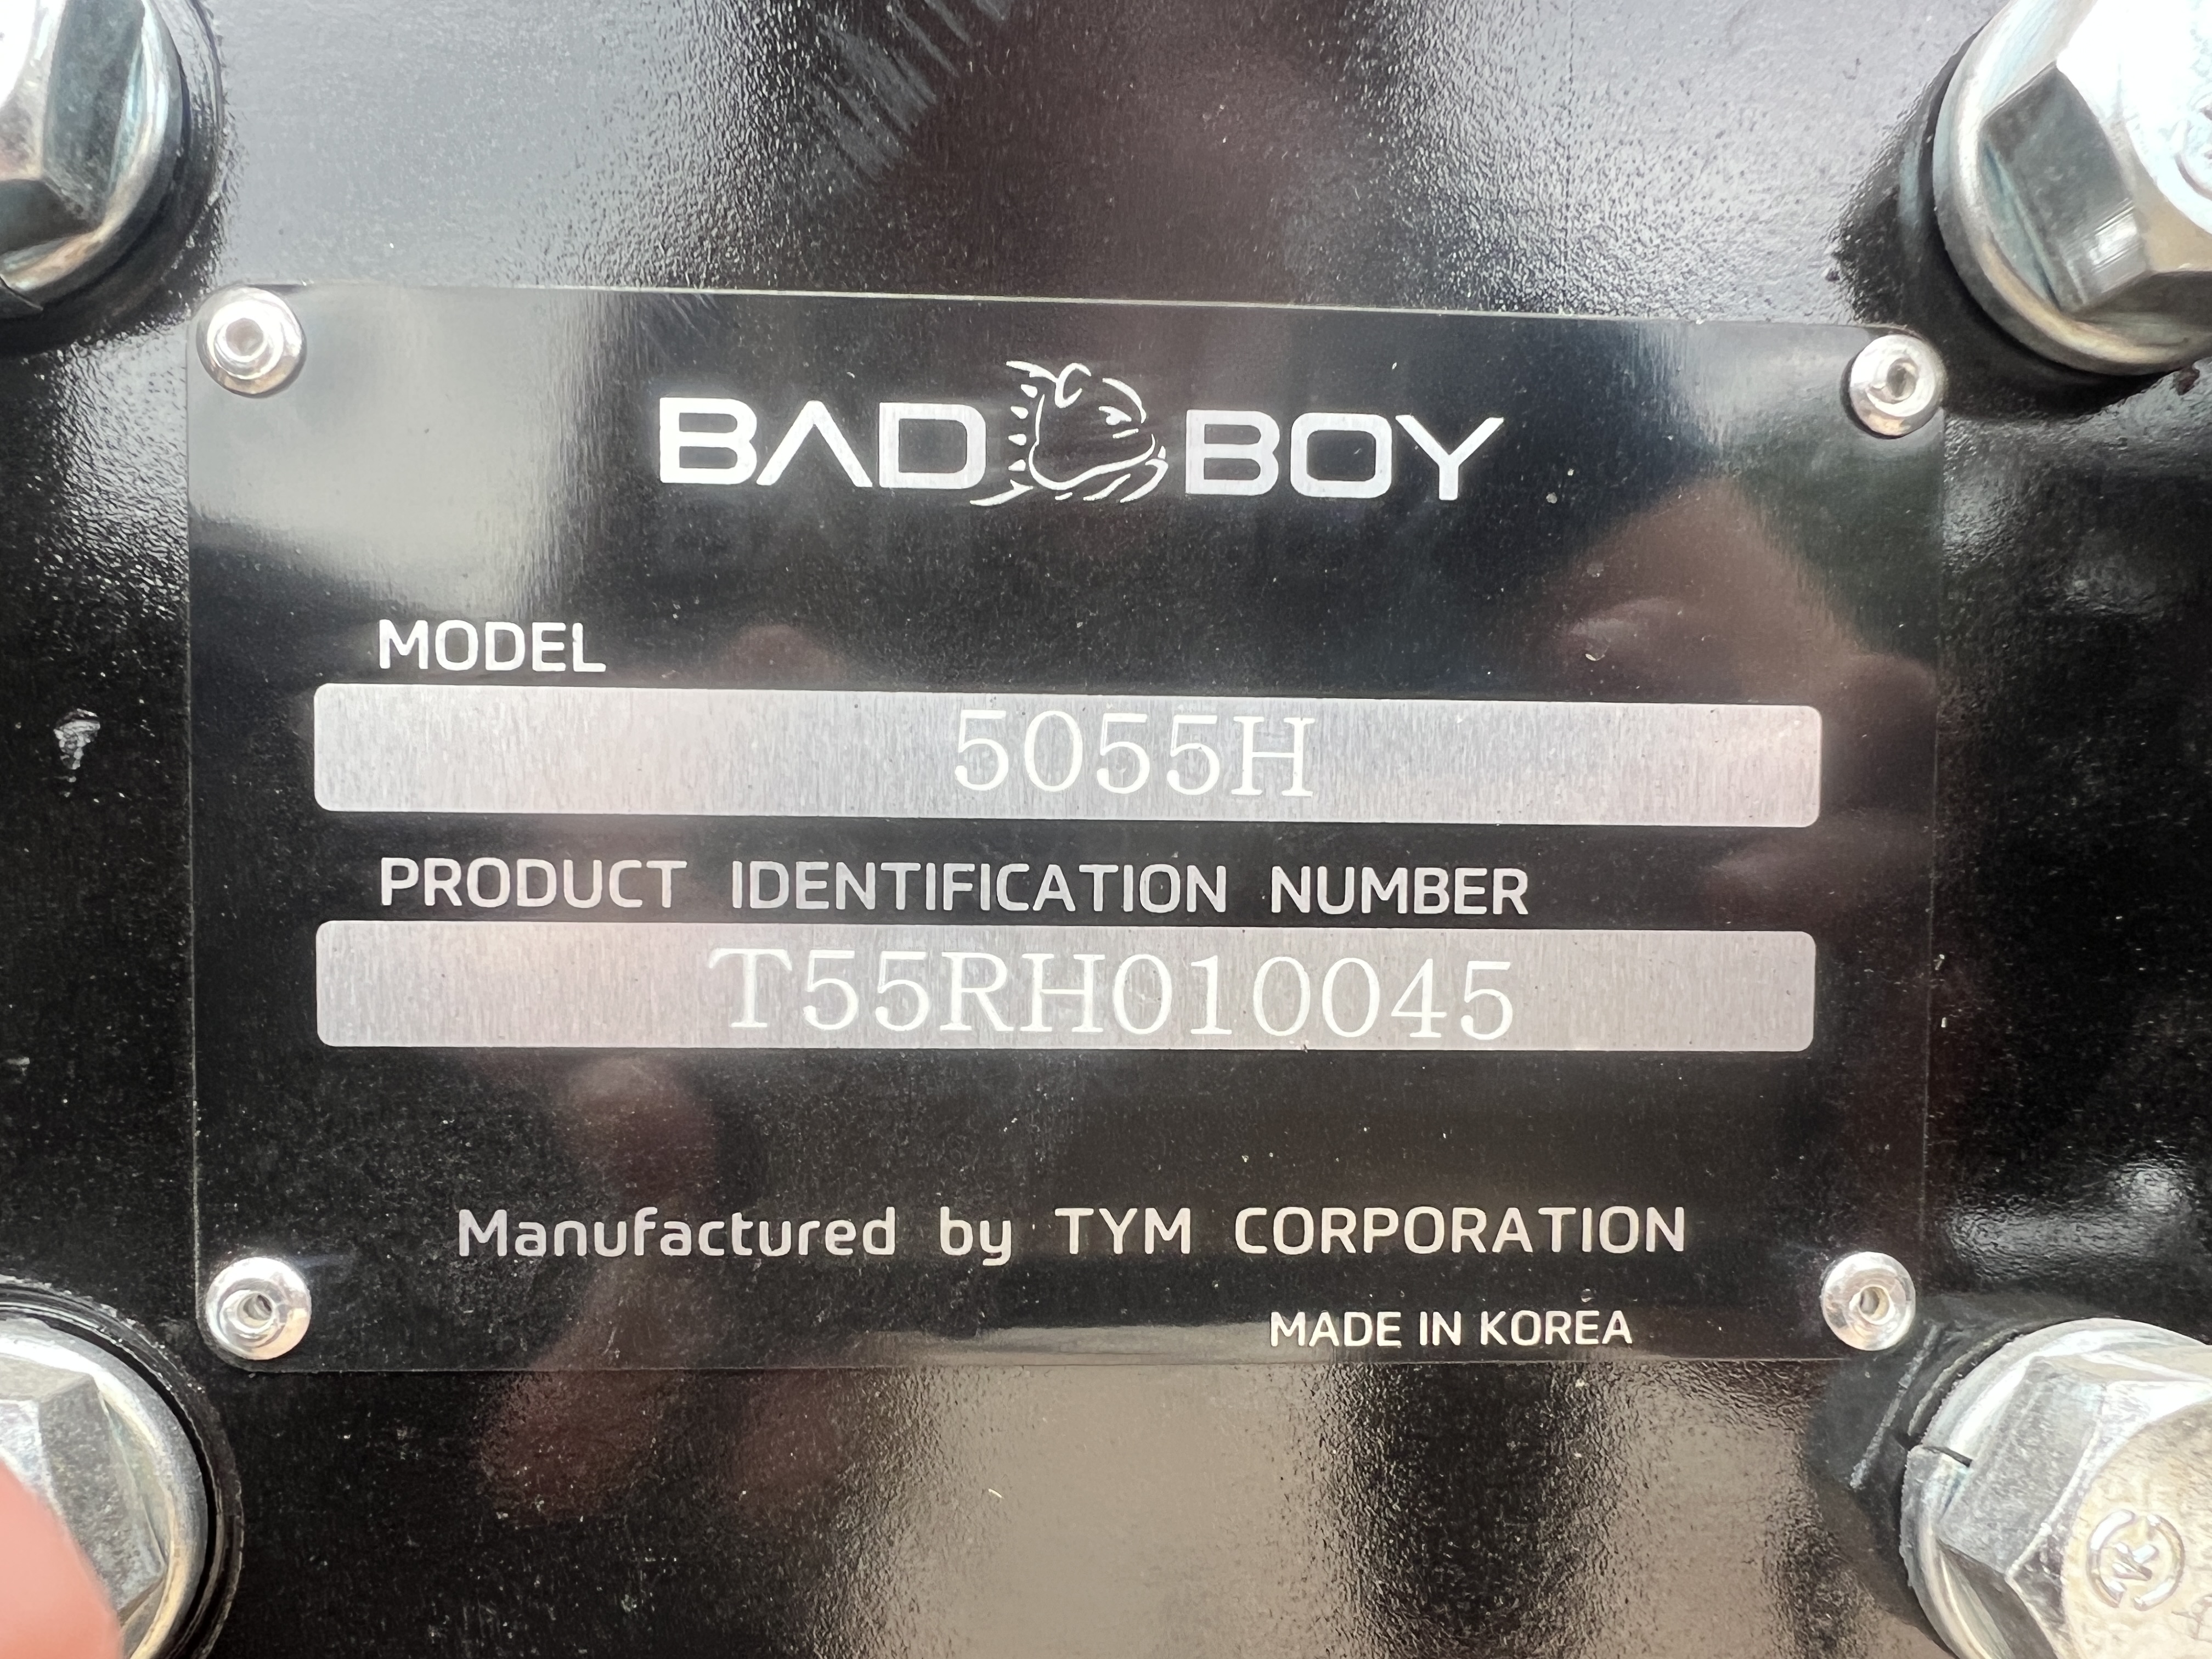 BAD BOY
MODEL
5055H
PRODUCT IDENTIFICATION NUMBER
T55RH010045
Manufactured by TYM CORPORATION
MADE IN KOREA